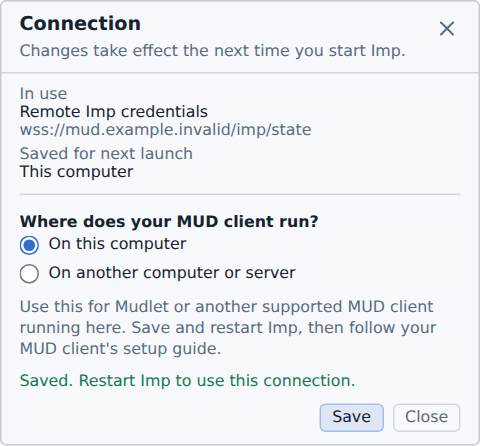 Connection
Changes take effect the next time you start Imp.
In use
Remote Imp credentials
wss://mud.example.invalid/imp/state
Saved for next launch
This computer
Where does your MUD client run?
On this computer
On another computer or server
Use this for Mudlet or another supported MUD client
running here. Save and restart Imp, then follow your
MUD client's setup guide.
Saved. Restart Imp to use this connection.
Save Close